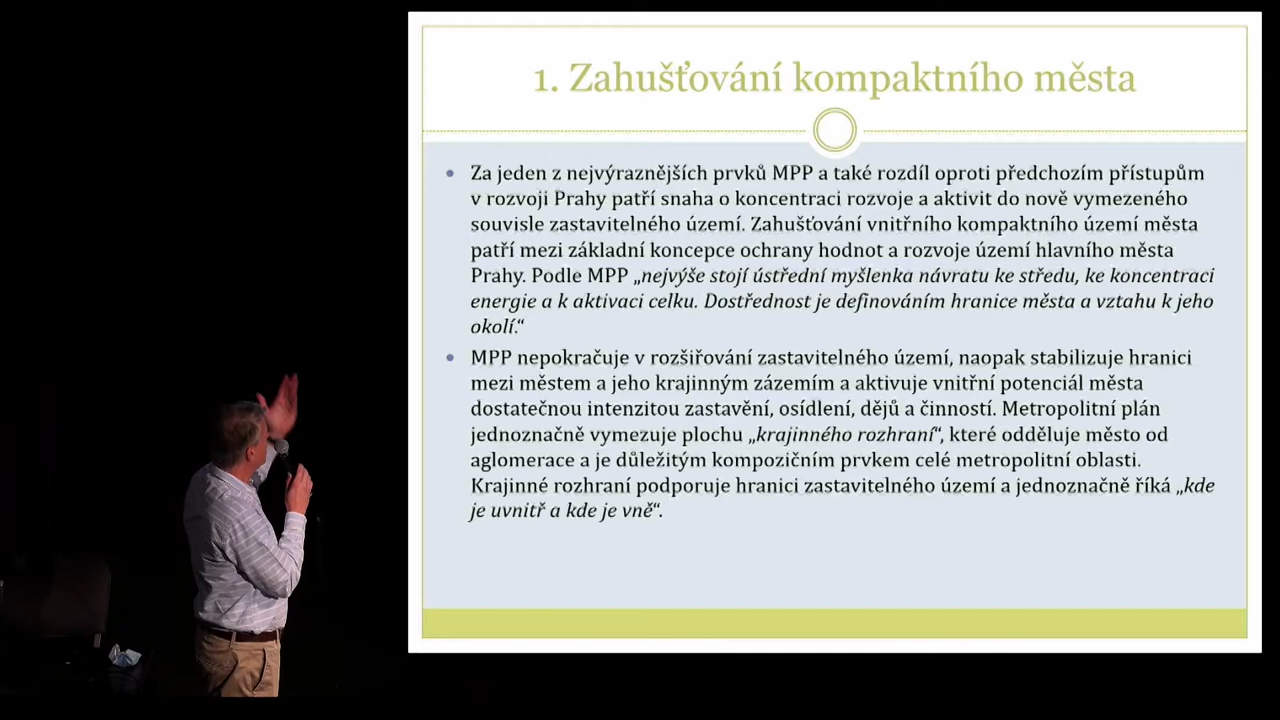 1. Zahušťování kompaktního města
• Za jeden z nejvýraznějších prvků MPP a také rozdíl oproti předchozím přístupům
v rozvoji Prahy patří snaha o koncentraci rozvoje a aktivit do nově vymezeného
souvisle zastavitelného území. Zahušťování vnitřního kompaktního území města
patří mezi základní koncepce ochrany hodnot a rozvoje území hlavního města
Prahy. Podle MPP „nejvýše stojí ústřední myšlenka návratu ke středu, ke koncentraci
energie a k aktivaci celku. Dostřednost je definováním hranice města a vztahu k jeho
okolí.“
• MPP nepokračuje v rozšiřování zastavitelného území, naopak stabilizuje hranici
mezi městem a jeho krajinným zázemím a aktivuje vnitřní potenciál města
dostatečnou intenzitou zastavění, osídlení, dějů a činností. Metropolitní plán
jednoznačně vymezuje plochu „krajinného rozhraní“, které odděluje město od
aglomerace a je důležitým kompozičním prvkem celé metropolitní oblasti.
Krajinné rozhraní podporuje hranici zastavitelného území a jednoznačně říká „kde
je uvnitř a kde je vně“.